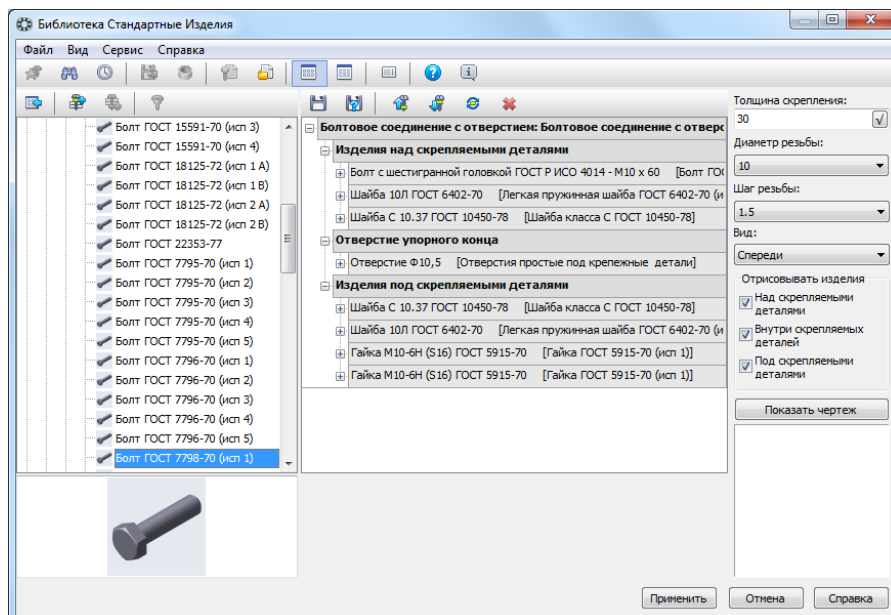 Библиотека Стандартные Изделия
Файл Вид Сервис Справка
Болт ГОСТ 15591-70 (исп 3)
Болт ГОСТ 15591-70 (исп 4)
Болт ГОСТ 18125-72 (исп 1 А)
Болт ГОСТ 18125-72 (исп 1 В)
Болт ГОСТ 18125-72 (исп 2 А)
Болт ГОСТ 18125-72 (исп 2 В)
Болт ГОСТ 22353-77
Болт ГОСТ 7795-70 (исп 1)
Болт ГОСТ 7795-70 (исп 2)
Болт ГОСТ 7795-70 (исп 3)
Болт ГОСТ 7795-70 (исп 4)
Болт ГОСТ 7795-70 (исп 5)
Болт ГОСТ 7796-70 (исп 1)
Болт ГОСТ 7796-70 (исп 2)
Болт ГОСТ 7796-70 (исп 3)
Болт ГОСТ 7796-70 (исп 4)
Болт ГОСТ 7796-70 (исп 5)
Болт ГОСТ 7798-70 (исп 1)
Болтовое соединение с отверстием: Болтовое соединение с отверс
Изделия над скрепляемыми деталями
Болт с шестигранной головкой ГОСТ Р ИСО 4014 - М10 x 60 [Болт ГОС
Шайба 10Л ГОСТ 6402-70 [Легкая пружинная шайба ГОСТ 6402-70 (и
Шайба С 10.37 ГОСТ 10450-78 [Шайба класса С ГОСТ 10450-78]
Отверстие упорного конца
Отверстие Ф10,5 [Отверстия простые под крепежные детали]
Изделия под скрепляемыми деталями
Шайба С 10.37 ГОСТ 10450-78 [Шайба класса С ГОСТ 10450-78]
Шайба 10Л ГОСТ 6402-70 [Легкая пружинная шайба ГОСТ 6402-70 (и
Гайка М10-6Н (S16) ГОСТ 5915-70 [Гайка ГОСТ 5915-70 (исп 1)]
Гайка М10-6Н (S16) ГОСТ 5915-70 [Гайка ГОСТ 5915-70 (исп 1)]
Толщина скрепления:
30
Диаметр резьбы:
10
Шаг резьбы:
1.5
Вид:
Спереди
Отрисовывать изделия
Над скрепляемыми
деталями
Внутри скрепляемых
деталей
Под скрепляемыми
деталями
Показать чертеж
Применить Отмена Справка